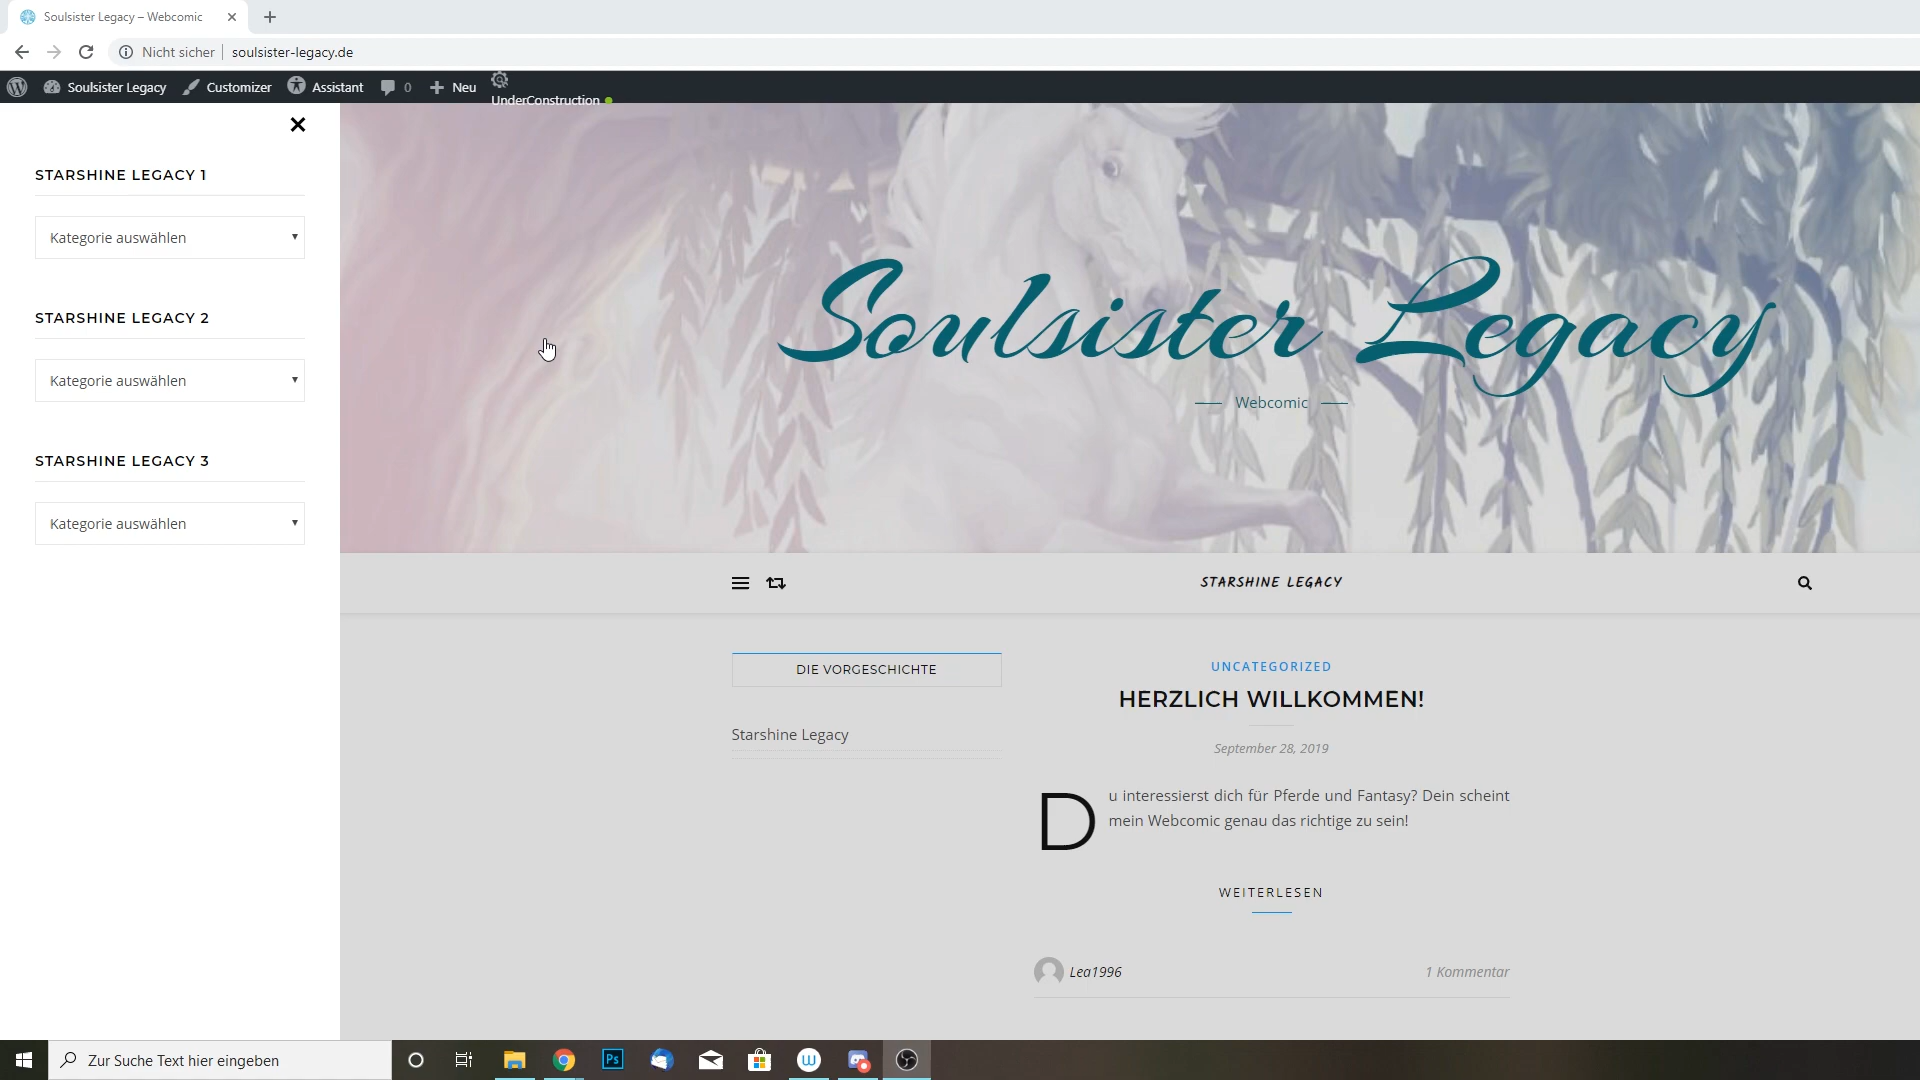 Soulsister Legacy – Webcomic
Nicht sicher
soulsister-legacy.de
Soulsister Legacy
Customizer
Assistant
0
Neu
UnderConstruction
STARSHINE LEGACY 1
Kategorie auswählen
STARSHINE LEGACY 2
Kategorie auswählen
STARSHINE LEGACY 3
Kategorie auswählen
Soulsister Legacy
Webcomic
STARSHINE LEGACY
DIE VORGESCHICHTE
Starshine Legacy
UNCATEGORIZED
HERZLICH WILLKOMMEN!
September 28, 2019
Du interessierst dich für Pferde und Fantasy? Dein scheint
mein Webcomic genau das richtige zu sein!
WEITERLESEN
Lea1996
1 Kommentar
Zur Suche Text hier eingeben
Ps